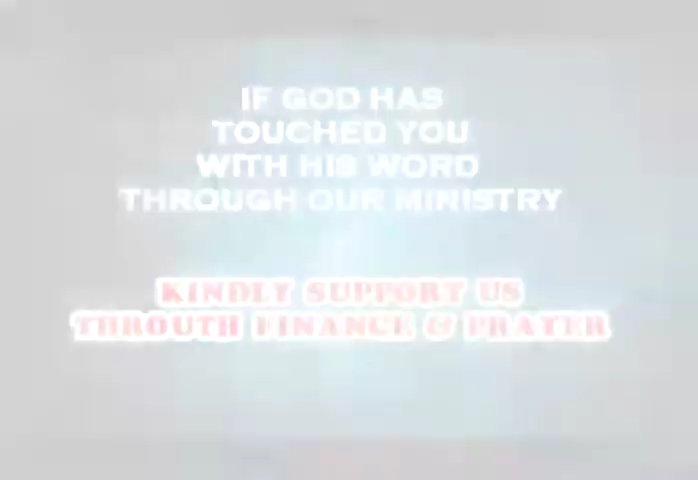 IF GOD HAS
TOUCHED YOU
WITH HIS WORD
THROUGH OUR MINISTRY
KINDLY SUPPORT US
THROUTH FINANCE & PRAYER